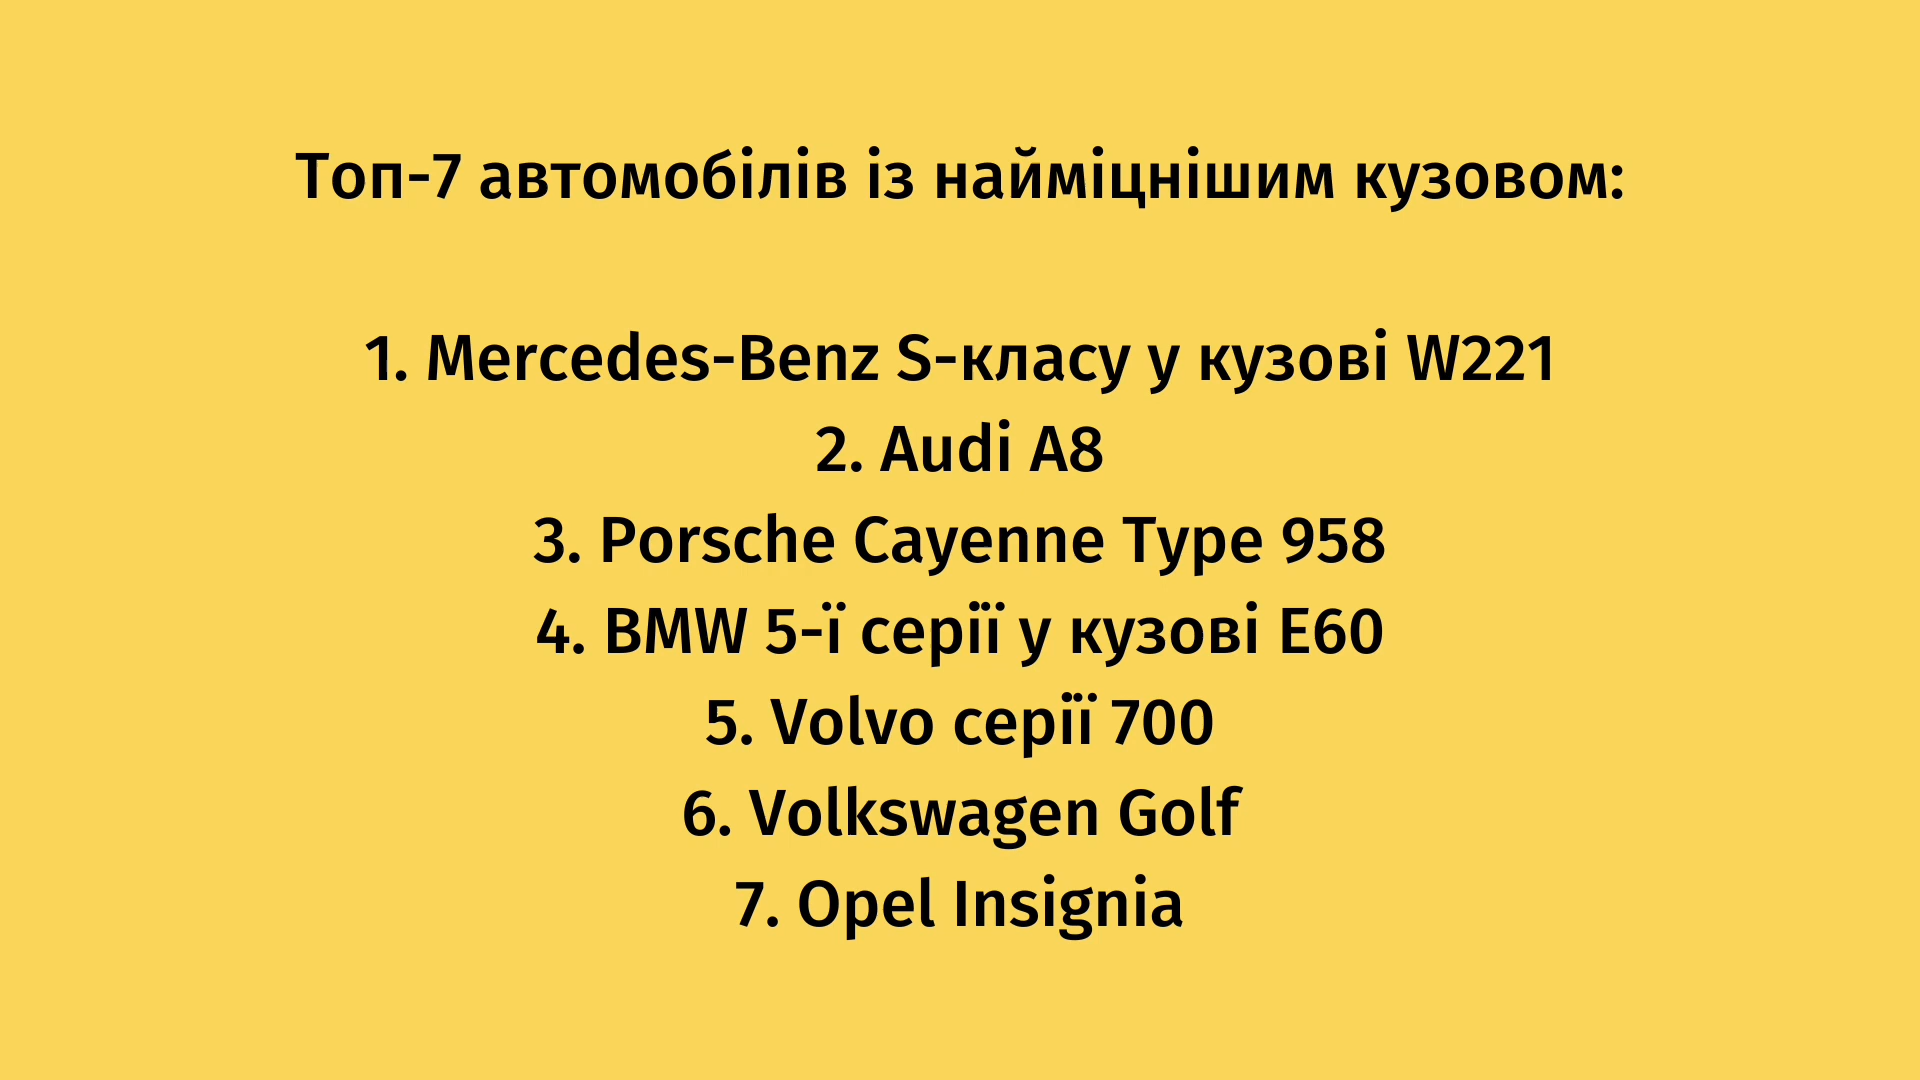 Топ-7 автомобілів із найміцнішим кузовом:
1. Mercedes-Benz S-класу у кузові W221
2. Audi A8
3. Porsche Cayenne Type 958
4. BMW 5-ї серії у кузові E60
5. Volvo серії 700
6. Volkswagen Golf
7. Opel Insignia